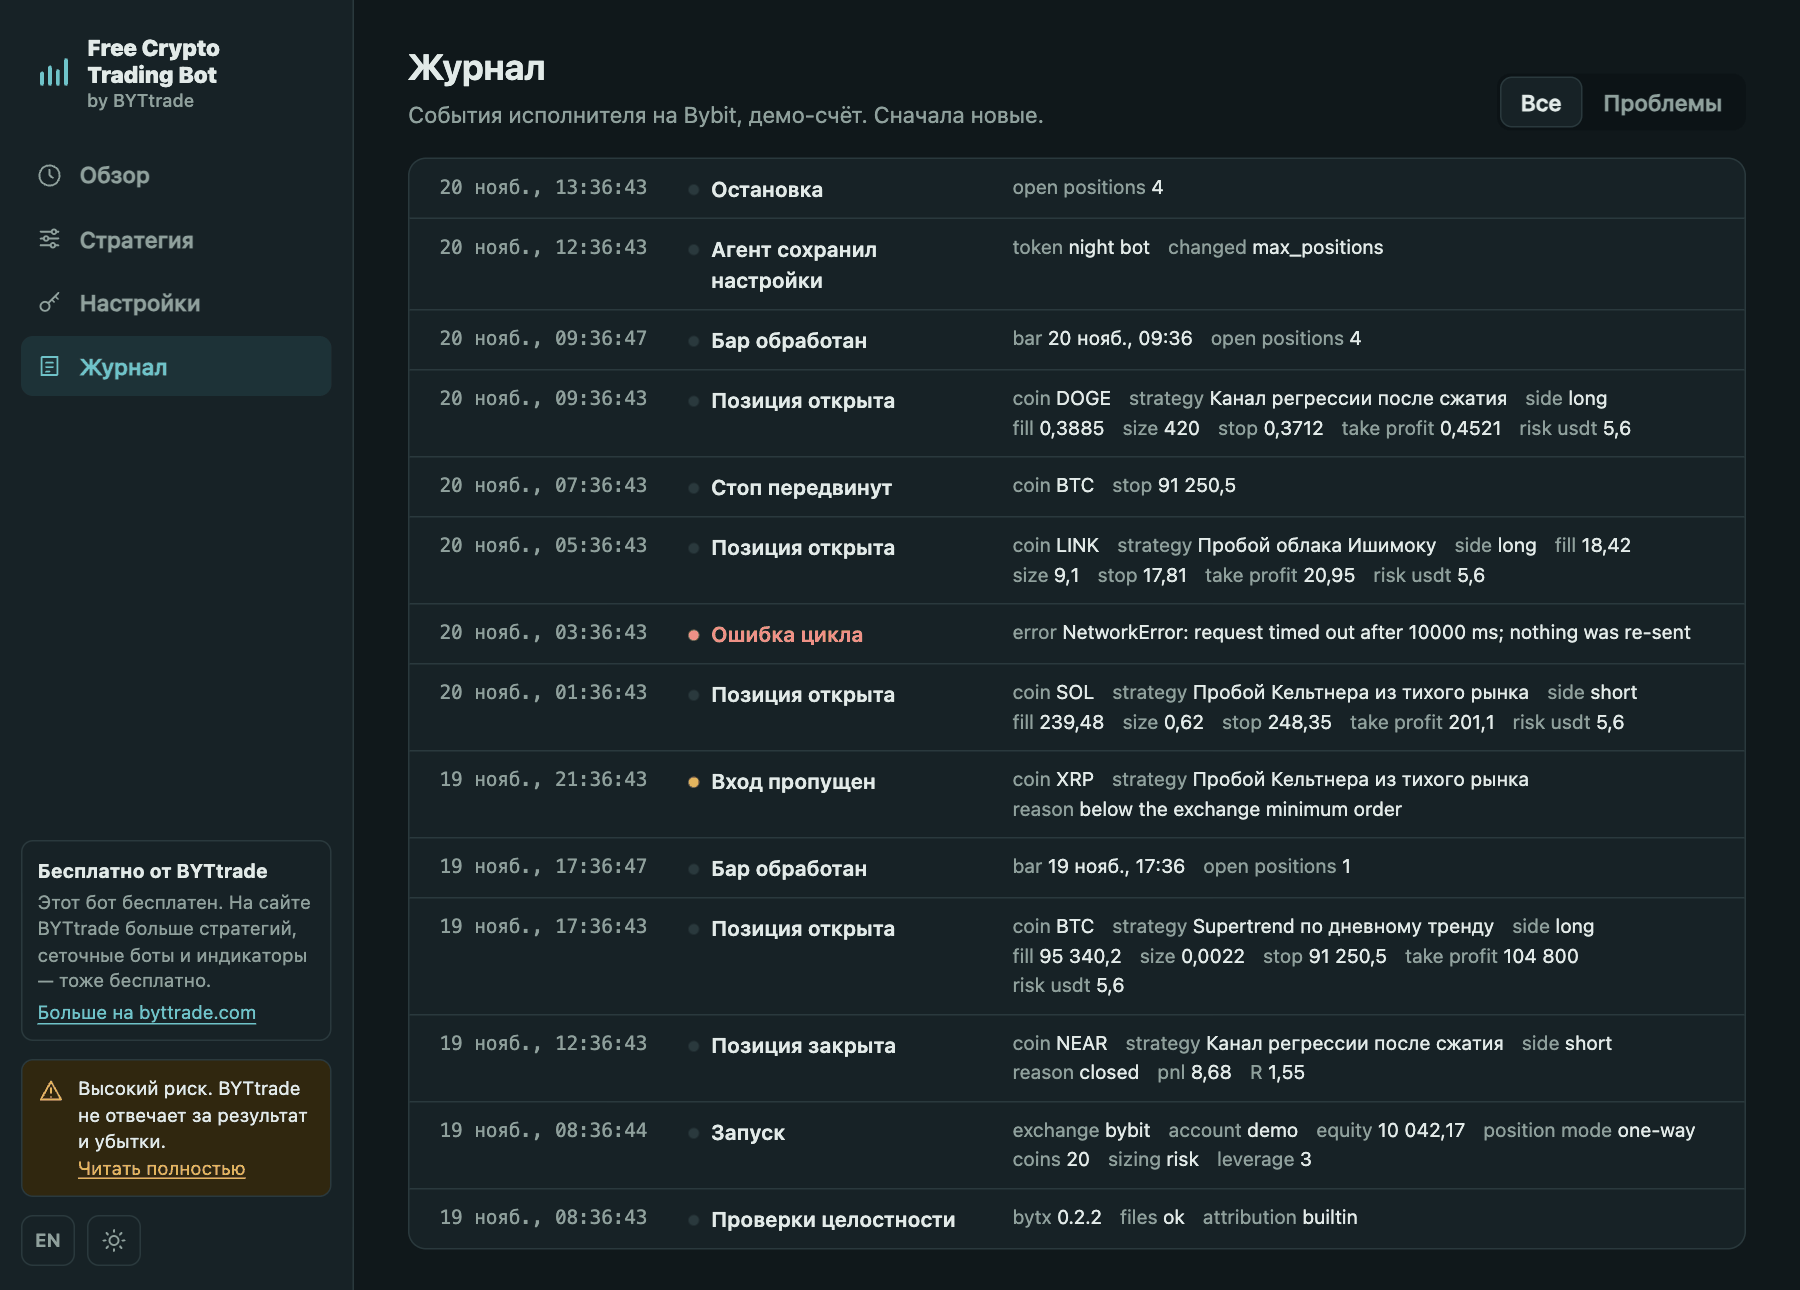 Free Crypto
Trading Bot
by BYTtrade
Обзор
Стратегия
Настройки
Журнал
Бесплатно от BYTtrade
Этот бот бесплатен. На сайте
BYTtrade больше стратегий,
сеточные боты и индикаторы
— тоже бесплатно.
Больше на byttrade.com
Высокий риск. BYTtrade
не отвечает за результат
и убытки.
Читать полностью
EN
Журнал
События исполнителя на Bybit, демо-счёт. Сначала новые.
Все Проблемы
20 нояб., 13:36:43 Остановка open positions 4
20 нояб., 12:36:43 Агент сохранил token night bot changed max_positions
настройки
20 нояб., 09:36:47 Бар обработан bar 20 нояб., 09:36 open positions 4
20 нояб., 09:36:43 Позиция открыта coin DOGE strategy Канал регрессии после сжатия side long
fill 0,3885 size 420 stop 0,3712 take profit 0,4521 risk usdt 5,6
20 нояб., 07:36:43 Стоп передвинут coin BTC stop 91 250,5
20 нояб., 05:36:43 Позиция открыта coin LINK strategy Пробой облака Ишимоку side long fill 18,42
size 9,1 stop 17,81 take profit 20,95 risk usdt 5,6
20 нояб., 03:36:43 Ошибка цикла error NetworkError: request timed out after 10000 ms; nothing was re-sent
20 нояб., 01:36:43 Позиция открыта coin SOL strategy Пробой Кельтнера из тихого рынка side short
fill 239,48 size 0,62 stop 248,35 take profit 201,1 risk usdt 5,6
19 нояб., 21:36:43 Вход пропущен coin XRP strategy Пробой Кельтнера из тихого рынка
reason below the exchange minimum order
19 нояб., 17:36:47 Бар обработан bar 19 нояб., 17:36 open positions 1
19 нояб., 17:36:43 Позиция открыта coin BTC strategy Supertrend по дневному тренду side long
fill 95 340,2 size 0,0022 stop 91 250,5 take profit 104 800
risk usdt 5,6
19 нояб., 12:36:43 Позиция закрыта coin NEAR strategy Канал регрессии после сжатия side short
reason closed pnl 8,68 R 1,55
19 нояб., 08:36:44 Запуск exchange bybit account demo equity 10 042,17 position mode one-way
coins 20 sizing risk leverage 3
19 нояб., 08:36:43 Проверки целостности bytx 0.2.2 files ok attribution builtin